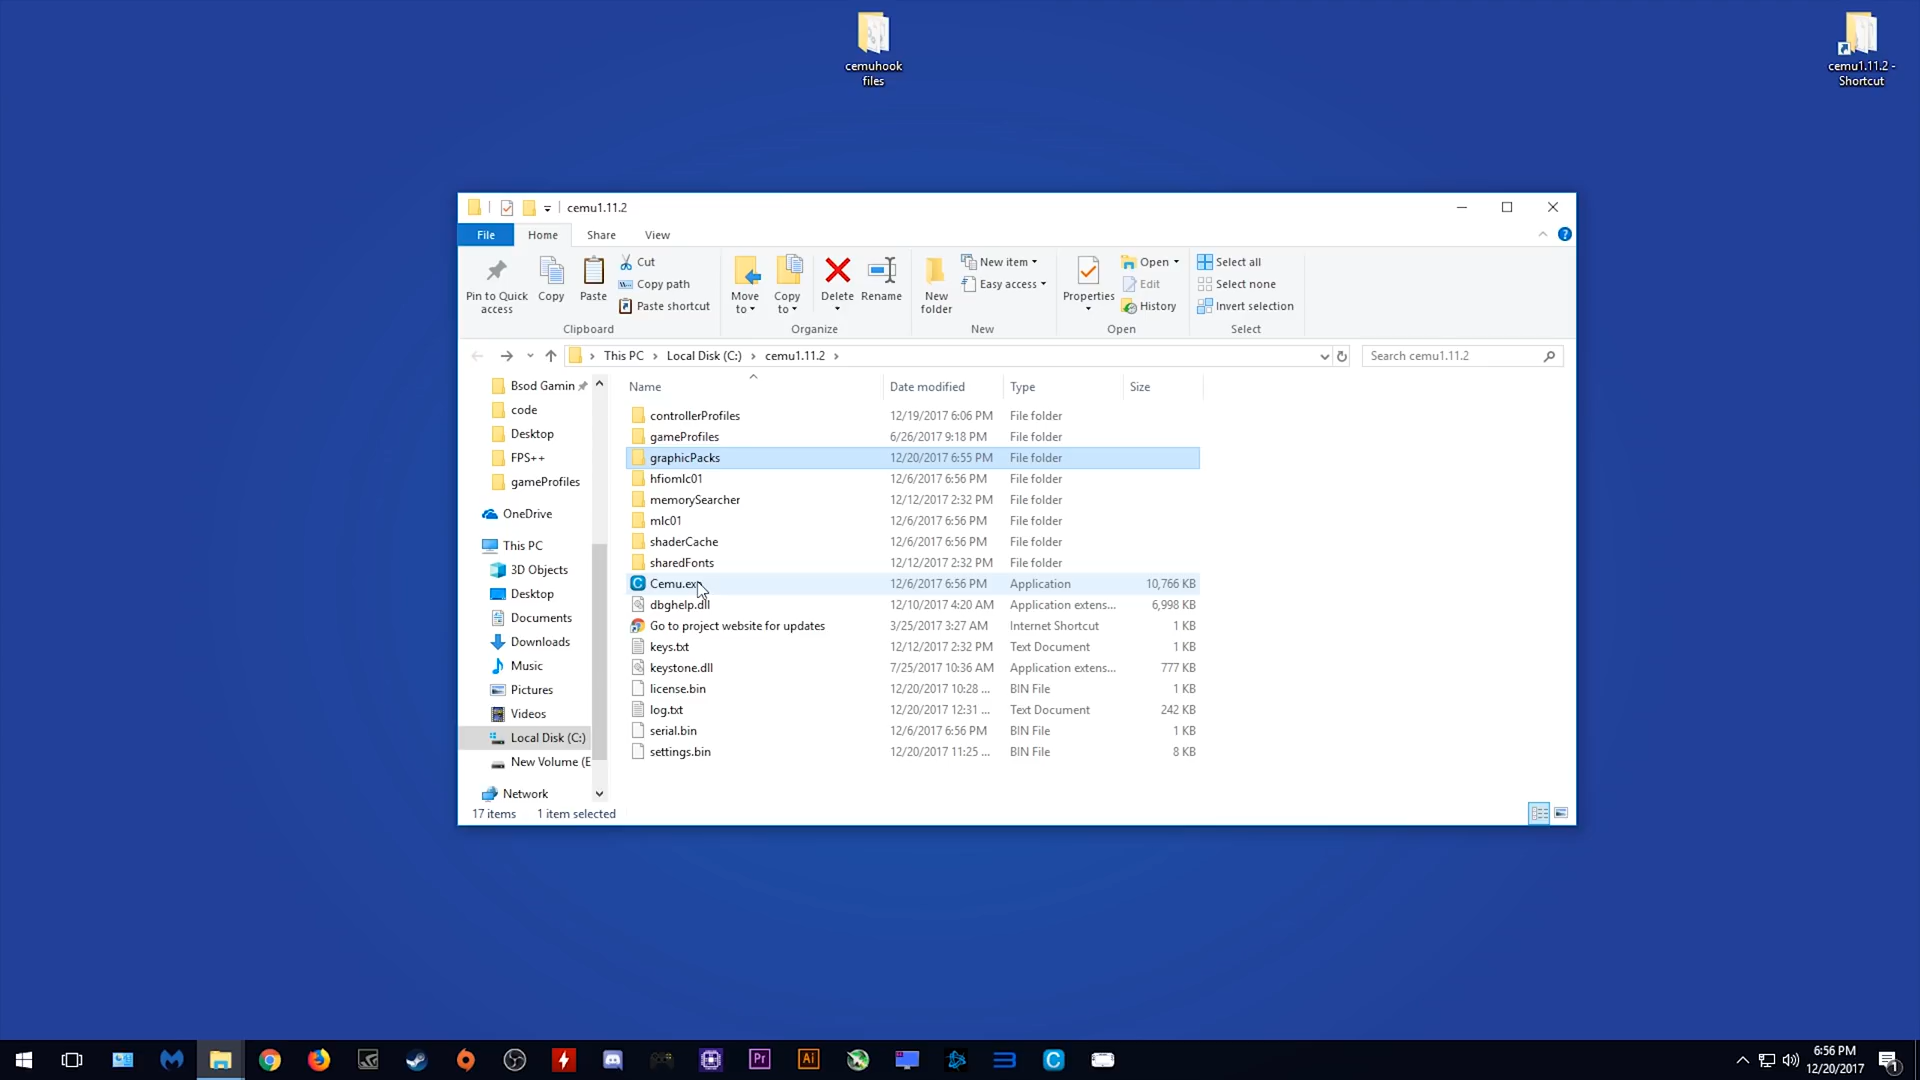 cemuhook
files
cemu1.11.2 -
Shortcut
cemu1.11.2
File Home Share View
Pin to Quick
access
Copy
Paste
Cut
Copy path
Paste shortcut
Move
to
Copy
to
Delete
Rename
New
folder
New item
Easy access
Properties
Open
Edit
History
Select all
Select none
Invert selection
Clipboard Organize New Open Select
This PC Local Disk (C:) cemu1.11.2
Search cemu1.11.2
Bsod Gamin
code
Desktop
FPS++
gameProfiles
OneDrive
This PC
3D Objects
Desktop
Documents
Downloads
Music
Pictures
Videos
Local Disk (C:)
New Volume (E
Network
Name Date modified Type Size
controllerProfiles 12/19/2017 6:06 PM File folder
gameProfiles 6/26/2017 9:18 PM File folder
graphicPacks 12/20/2017 6:55 PM File folder
hfiomlc01 12/6/2017 6:56 PM File folder
memorySearcher 12/12/2017 2:32 PM File folder
mlc01 12/6/2017 6:56 PM File folder
shaderCache 12/6/2017 6:56 PM File folder
sharedFonts 12/12/2017 2:32 PM File folder
Cemu.exe 12/6/2017 6:56 PM Application 10,766 KB
dbghelp.dll 12/10/2017 4:20 AM Application extens... 6,998 KB
Go to project website for updates 3/25/2017 3:27 AM Internet Shortcut 1 KB
keys.txt 12/12/2017 2:32 PM Text Document 1 KB
keystone.dll 7/25/2017 10:36 AM Application extens... 777 KB
license.bin 12/20/2017 10:28 ... BIN File 1 KB
log.txt 12/20/2017 12:31 ... Text Document 242 KB
serial.bin 12/6/2017 6:56 PM BIN File 1 KB
settings.bin 12/20/2017 11:25 ... BIN File 8 KB
17 items 1 item selected
Pr
Ai
6:56 PM
12/20/2017
1